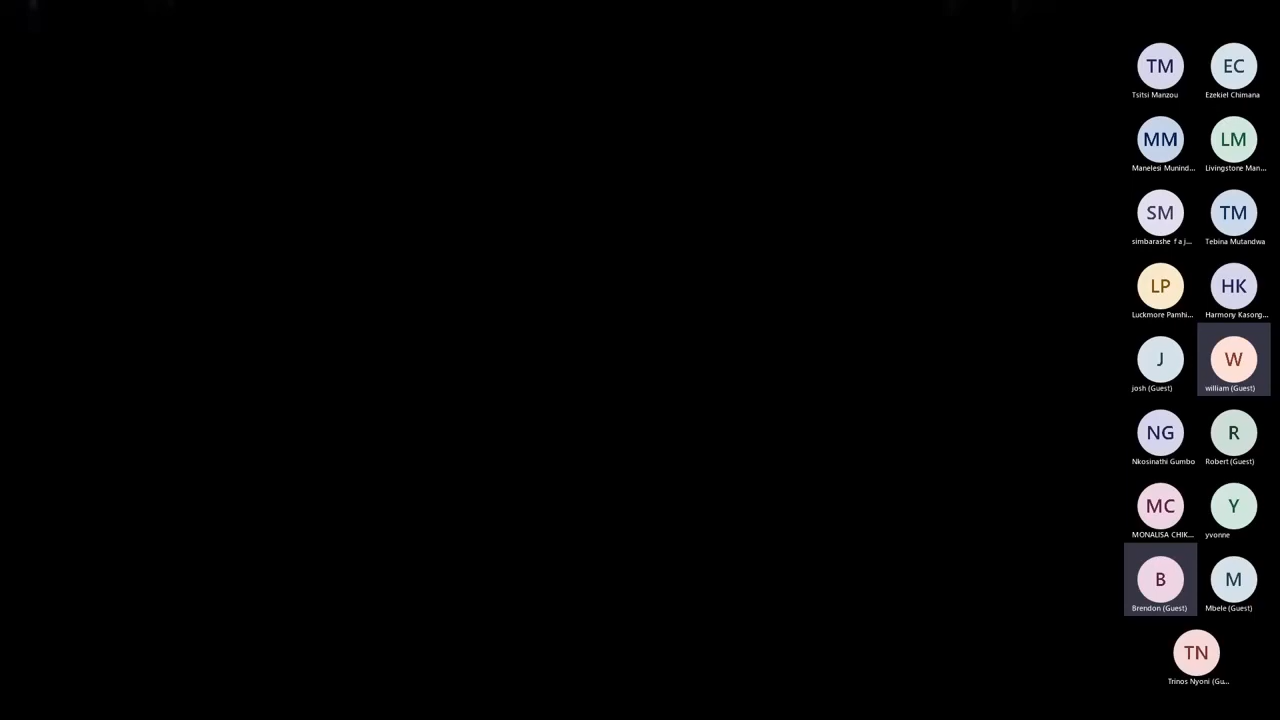 TM EC
Tsitsi Manzou Ezekiel Chimana
MM LM
Manelesi Munind... Livingstone Man...
SM TM
simbarashe f a j... Tebina Mutandwa
LP HK
Luckmore Pamhi... Harmony Kasong...
J W
josh (Guest) william (Guest)
NG R
Nkosinathi Gumbo Robert (Guest)
MC Y
MONALISA CHIK... yvonne
B M
Brendon (Guest) Mbele (Guest)
TN
Trinos Nyoni (Gu...